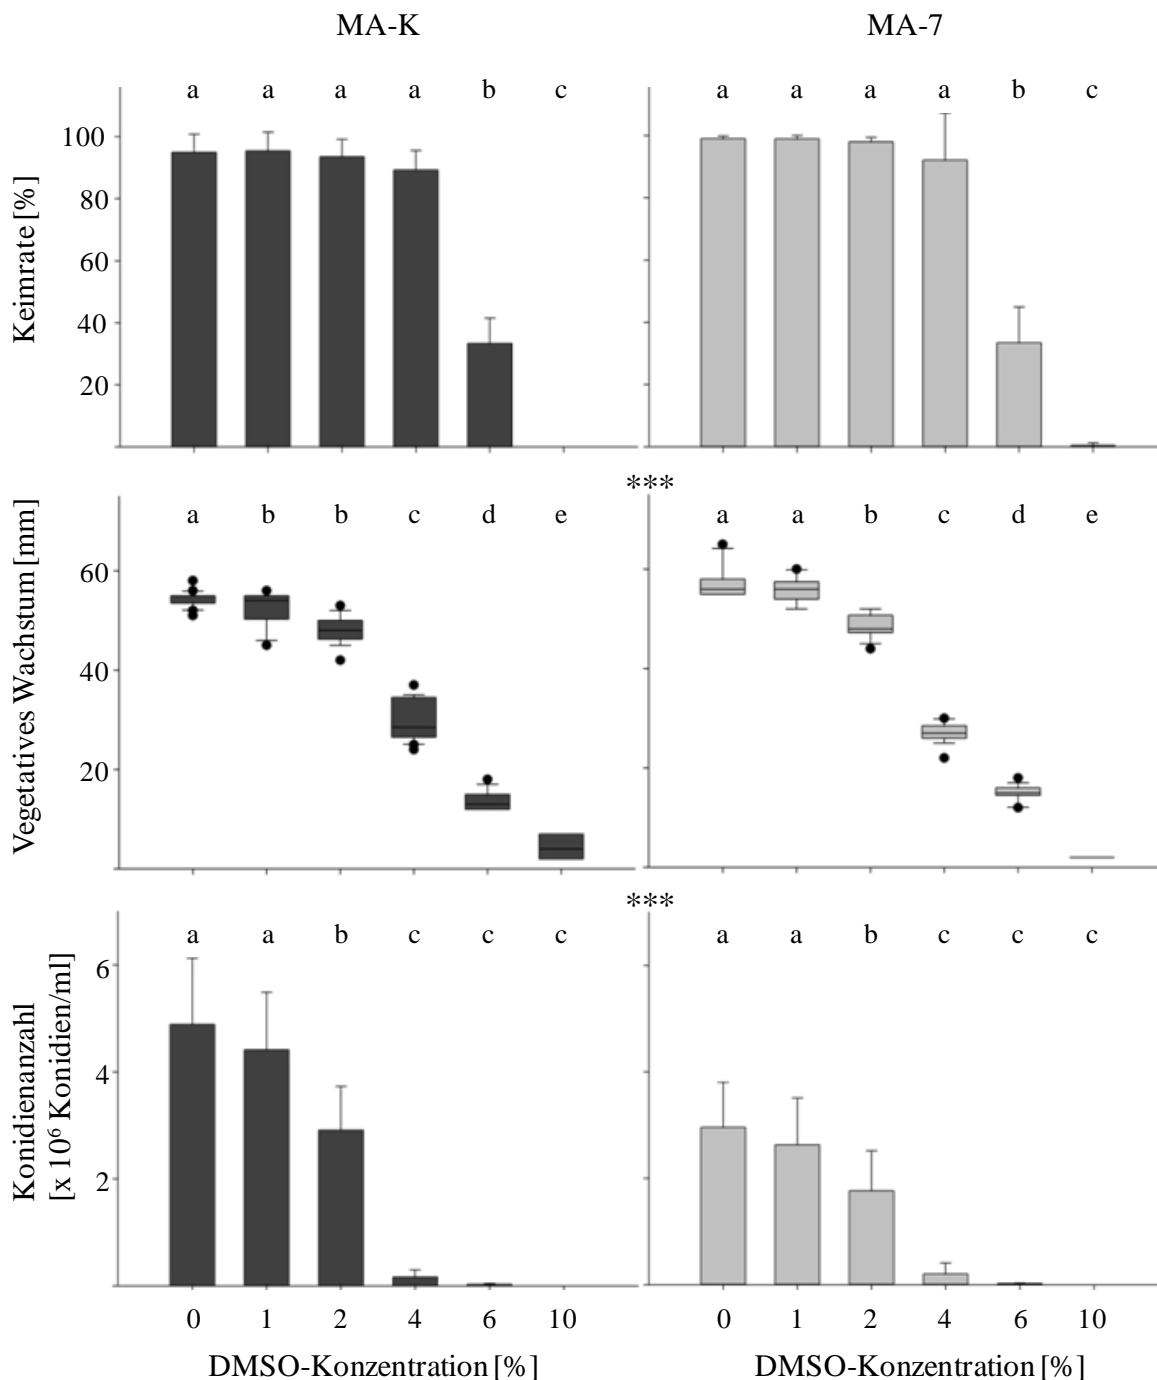 MA-K MA-7
a a a a b c a a a a b c
Keimrate [%]
100
80
60
40
20
***
a b b c d e a a b c d e
Vegetatives Wachstum [mm]
60
40
20
***
a a b c c c a a b c c c
Konidienanzahl
[x 10⁶ Konidien/ml]
6
4
2
0 1 2 4 6 10 0 1 2 4 6 10
DMSO-Konzentration [%] DMSO-Konzentration [%]